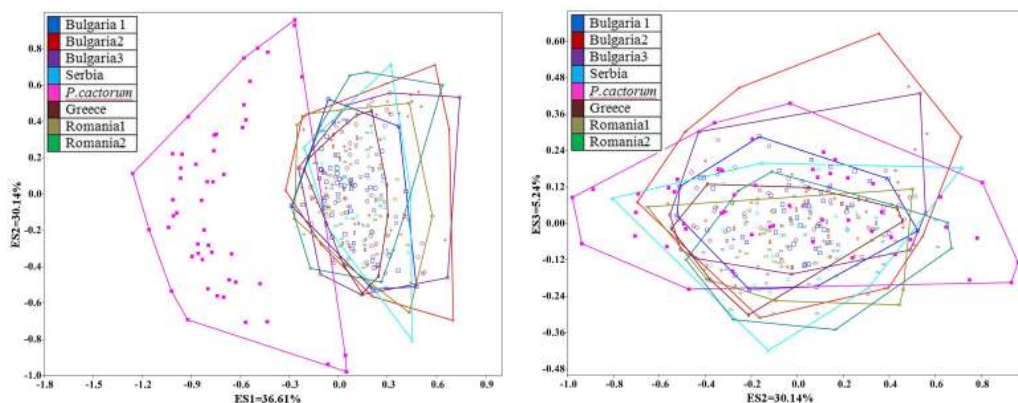 Bulgaria 1
Bulgaria2
Bulgaria3
Serbia
P.cactorum
Greece
Romania1
Romania2
ES2=30.14%
0.8
0.6
0.4
0.2
0.0
-0.2
-0.4
-0.6
-0.8
-1.0
-1.8 -1.5 -1.2 -0.9 -0.6 -0.3 0.0 0.3 0.6 0.9
ES1=36.61%
Bulgaria 1
Bulgaria2
Bulgaria3
Serbia
P.cactorum
Greece
Romania1
Romania2
ES3=5.24%
0.60
0.48
0.36
0.24
0.12
0.00
-0.12
-0.24
-0.36
-0.48
-1.0 -0.8 -0.6 -0.4 -0.2 0.0 0.2 0.4 0.6 0.8
ES2=30.14%